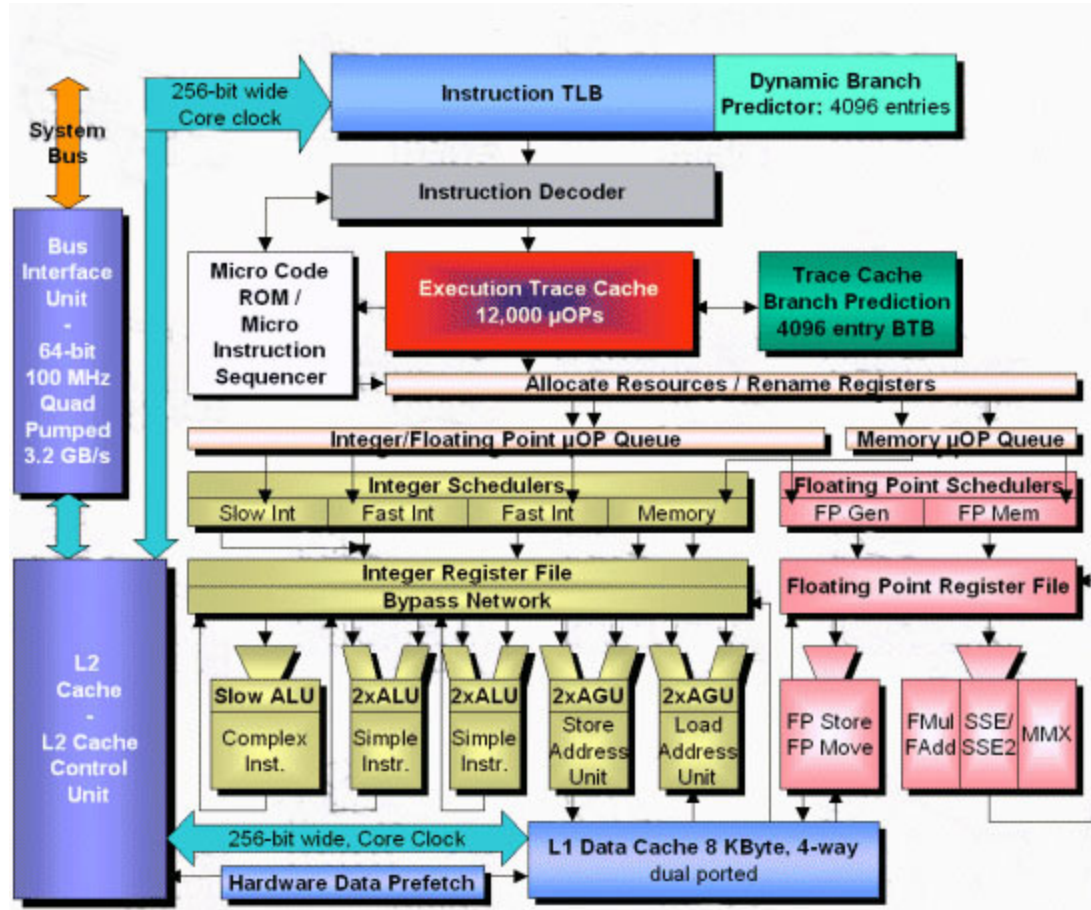 256-bit wide
Core clock
Instruction TLB
Dynamic Branch
Predictor: 4096 entries
System
Bus
Instruction Decoder
Bus
Interface
Unit
-
64-bit
100 MHz
Quad
Pumped
3.2 GB/s
Micro Code
ROM /
Micro
Instruction
Sequencer
Execution Trace Cache
12,000 µOPs
Trace Cache
Branch Prediction
4096 entry BTB
Allocate Resources / Rename Registers
Integer/Floating Point µOP Queue
Memory µOP Queue
Integer Schedulers
Slow Int
Fast Int
Fast Int
Memory
Floating Point Schedulers
FP Gen
FP Mem
Integer Register File
Bypass Network
Floating Point Register File
L2
Cache
-
L2 Cache
Control
Unit
Slow ALU
Complex
Inst.
2xALU
Simple
Instr.
2xALU
Simple
Instr.
2xAGU
Store
Address
Unit
2xAGU
Load
Address
Unit
FP Store
FP Move
FMul
FAdd
SSE/
SSE2
MMX
256-bit wide, Core Clock
L1 Data Cache 8 KByte, 4-way
dual ported
Hardware Data Prefetch